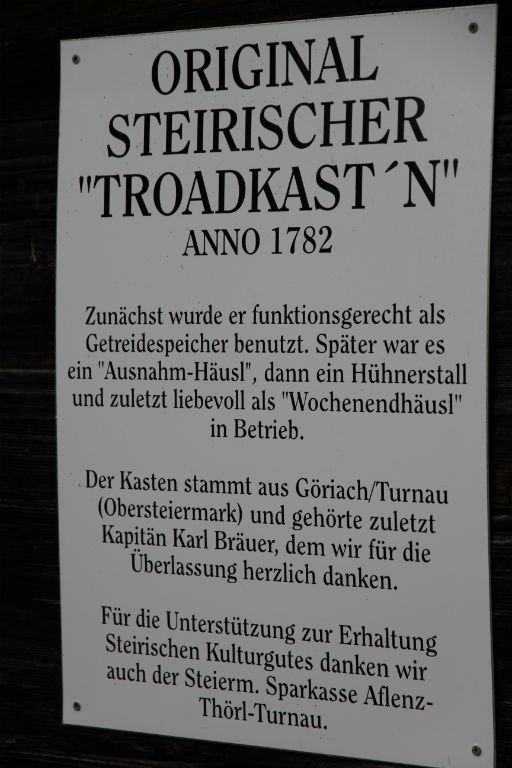 ORIGINAL
STEIRISCHER
"TROADKAST´N"
ANNO 1782
Zunächst wurde er funktionsgerecht als
Getreidespeicher benutzt. Später war es
ein "Ausnahm-Häusl", dann ein Hühnerstall
und zuletzt liebevoll als "Wochenendhäusl"
in Betrieb.
Der Kasten stammt aus Göriach/Turnau
(Obersteiermark) und gehörte zuletzt
Kapitän Karl Bräuer, dem wir für die
Überlassung herzlich danken.
Für die Unterstützung zur Erhaltung
Steirischen Kulturgutes danken wir
auch der Steierm. Sparkasse Aflenz-
Thörl-Turnau.